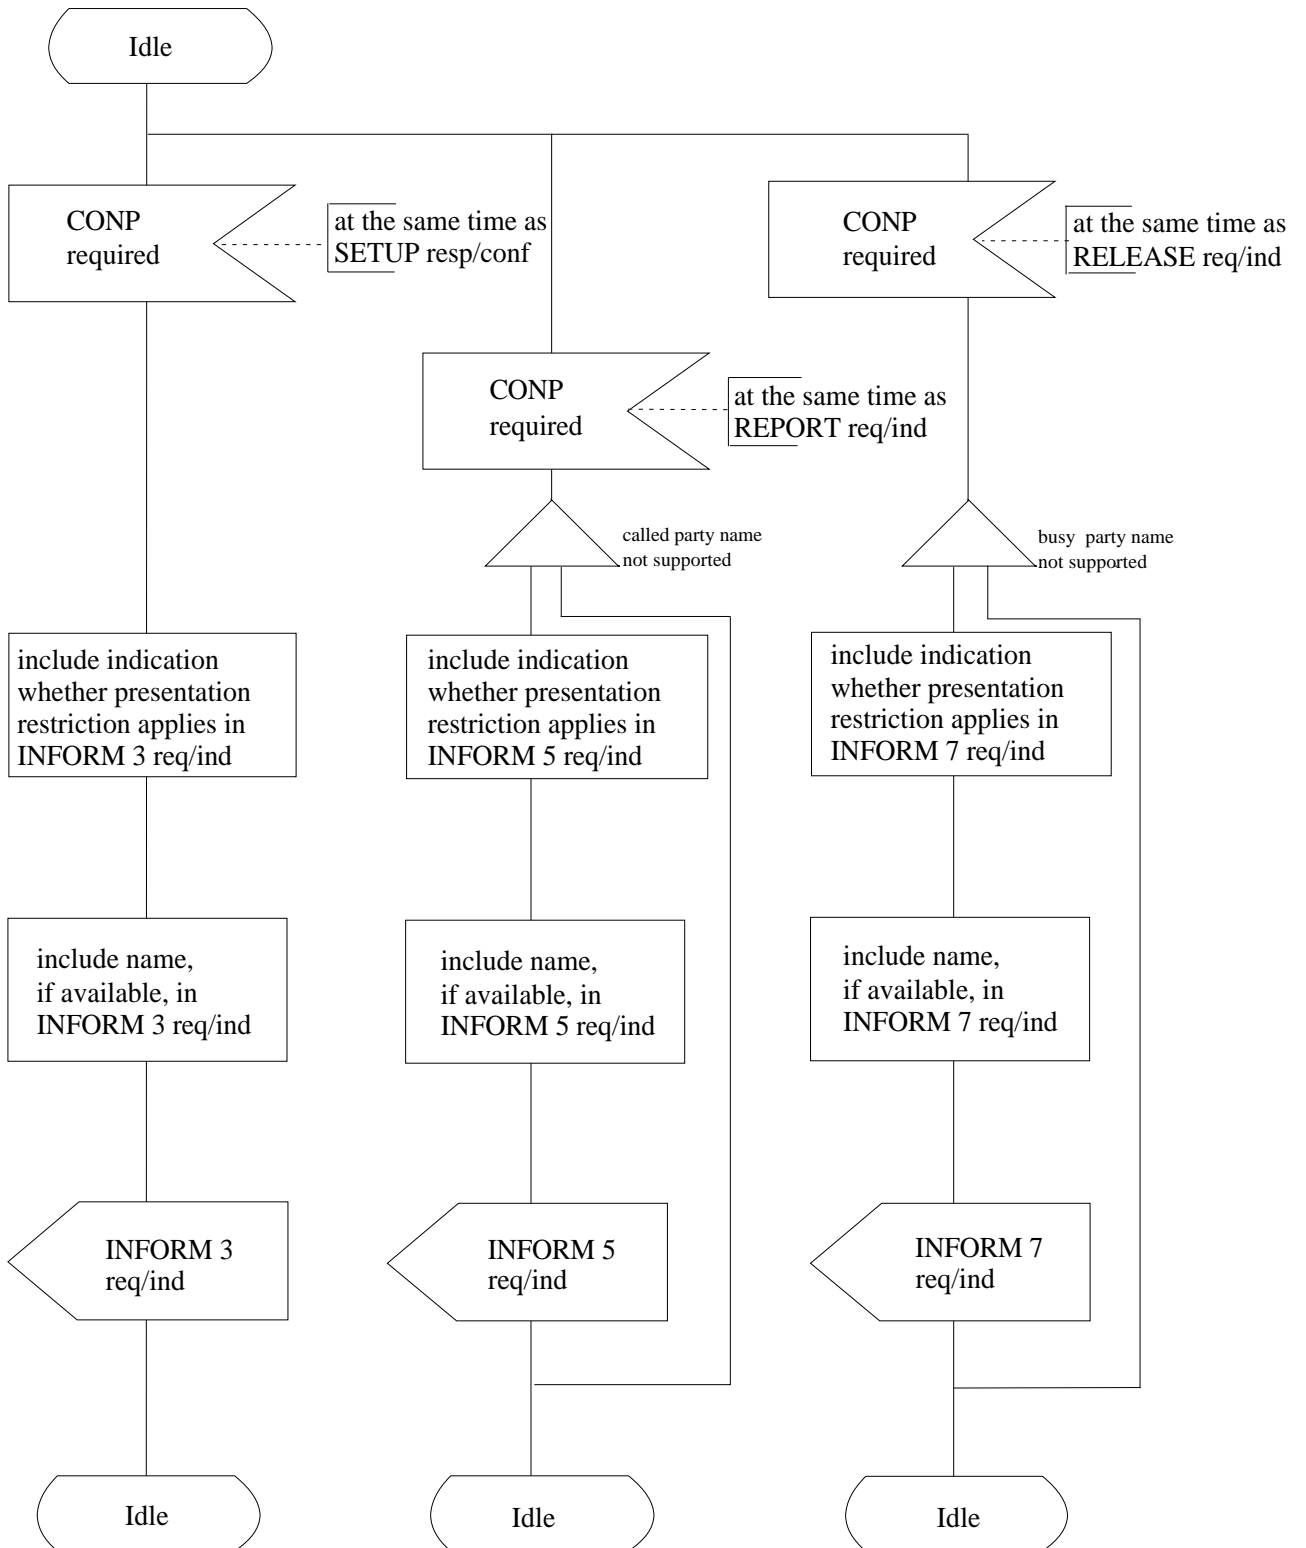 Idle
CONP
required
at the same time as
SETUP resp/conf
CONP
required
at the same time as
RELEASE req/ind
CONP
required
at the same time as
REPORT req/ind
called party name
not supported
busy party name
not supported
include indication
whether presentation
restriction applies in
INFORM 3 req/ind
include indication
whether presentation
restriction applies in
INFORM 5 req/ind
include indication
whether presentation
restriction applies in
INFORM 7 req/ind
include name,
if available, in
INFORM 3 req/ind
include name,
if available, in
INFORM 5 req/ind
include name,
if available, in
INFORM 7 req/ind
INFORM 3
req/ind
INFORM 5
req/ind
INFORM 7
req/ind
Idle
Idle
Idle